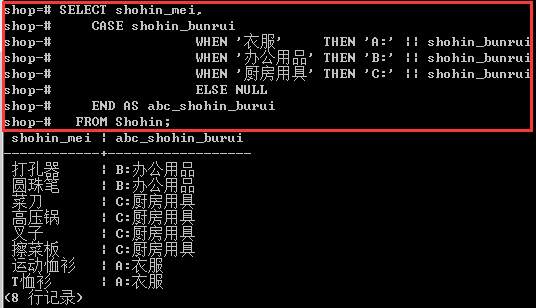 shop=# SELECT shohin_mei,
shop-#     CASE shohin_bunrui
shop-#                  WHEN '衣服'     THEN 'A:' || shohin_bunrui
shop-#                  WHEN '办公用品' THEN 'B:' || shohin_bunrui
shop-#                  WHEN '厨房用具' THEN 'C:' || shohin_bunrui
shop-#                  ELSE NULL
shop-#     END AS abc_shohin_burui
shop-#   FROM Shohin;
 shohin_mei | abc_shohin_burui
------------+------------------
 打孔器     | B:办公用品
 圆珠笔     | B:办公用品
 菜刀       | C:厨房用具
 高压锅     | C:厨房用具
 叉子       | C:厨房用具
 擦菜板     | C:厨房用具
 运动恤衫   | A:衣服
 T恤衫      | A:衣服
(8 行记录)